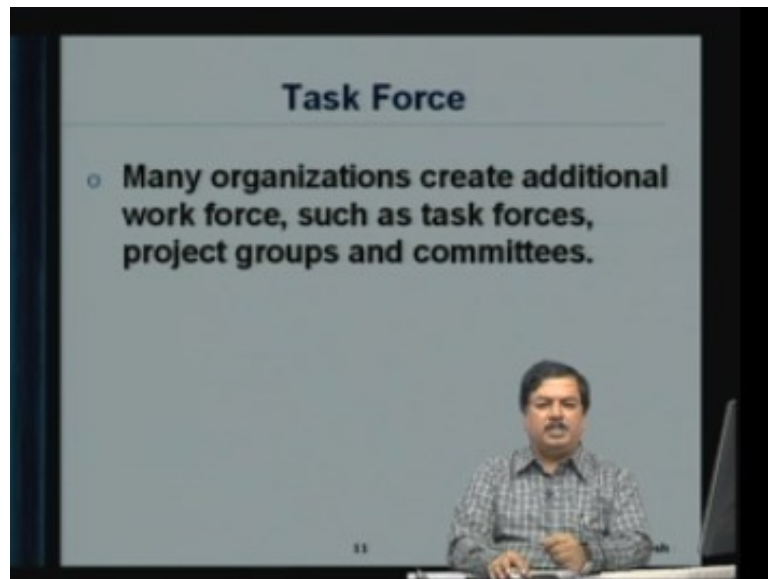 Task Force
o Many organizations create additional
work force, such as task forces,
project groups and committees.
11